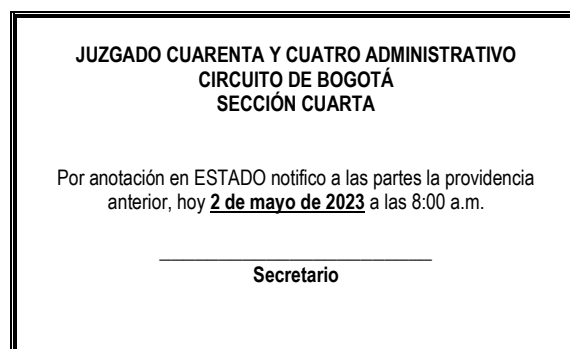 JUZGADO CUARENTA Y CUATRO ADMINISTRATIVO
CIRCUITO DE BOGOTÁ
SECCIÓN CUARTA
Por anotación en ESTADO notifico a las partes la providencia
anterior, hoy 2 de mayo de 2023 a las 8:00 a.m.
Secretario